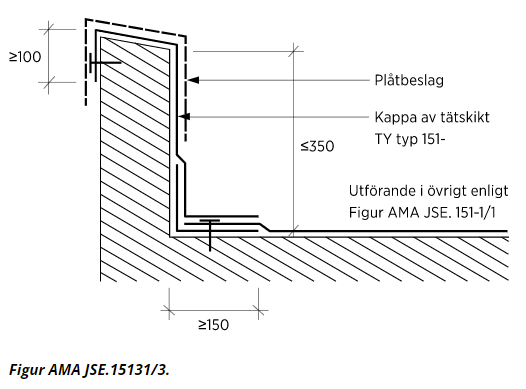 ≥100
Plåtbeslag
Kappa av tätskikt
TY typ 151-
≤350
Utförande i övrigt enligt
Figur AMA JSE. 151-1/1
≥150
Figur AMA JSE.15131/3.